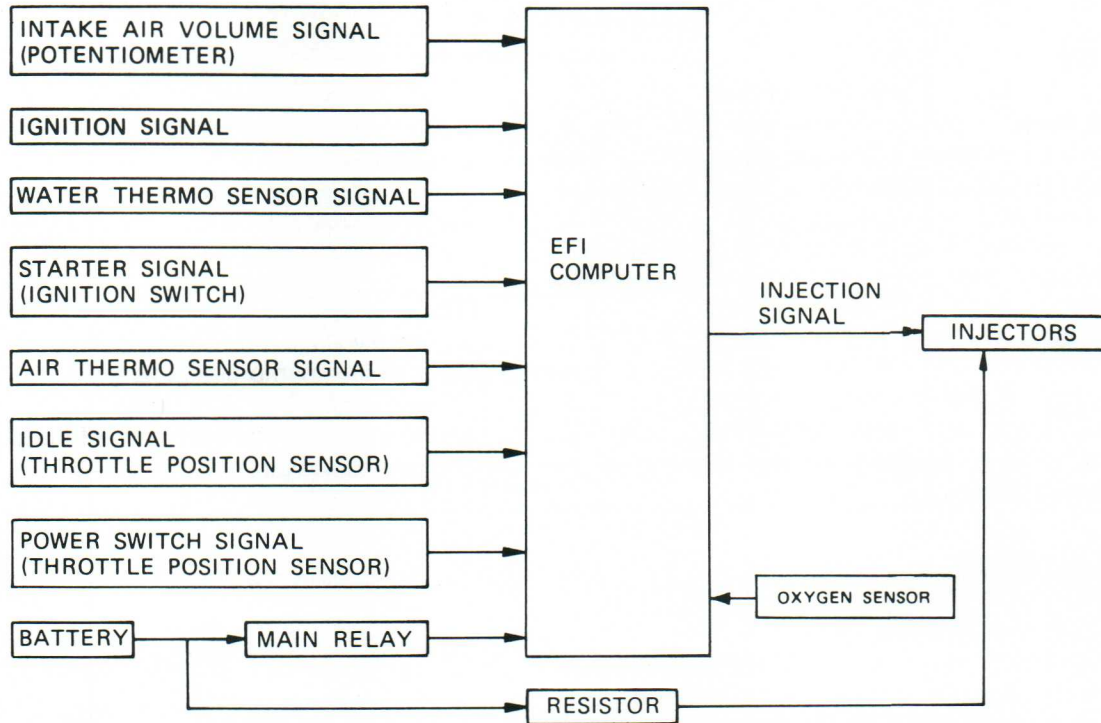 INTAKE AIR VOLUME SIGNAL
(POTENTIOMETER)
IGNITION SIGNAL
WATER THERMO SENSOR SIGNAL
STARTER SIGNAL
(IGNITION SWITCH)
AIR THERMO SENSOR SIGNAL
IDLE SIGNAL
(THROTTLE POSITION SENSOR)
POWER SWITCH SIGNAL
(THROTTLE POSITION SENSOR)
BATTERY
MAIN RELAY
EFI
COMPUTER
INJECTION
SIGNAL
INJECTORS
OXYGEN SENSOR
RESISTOR